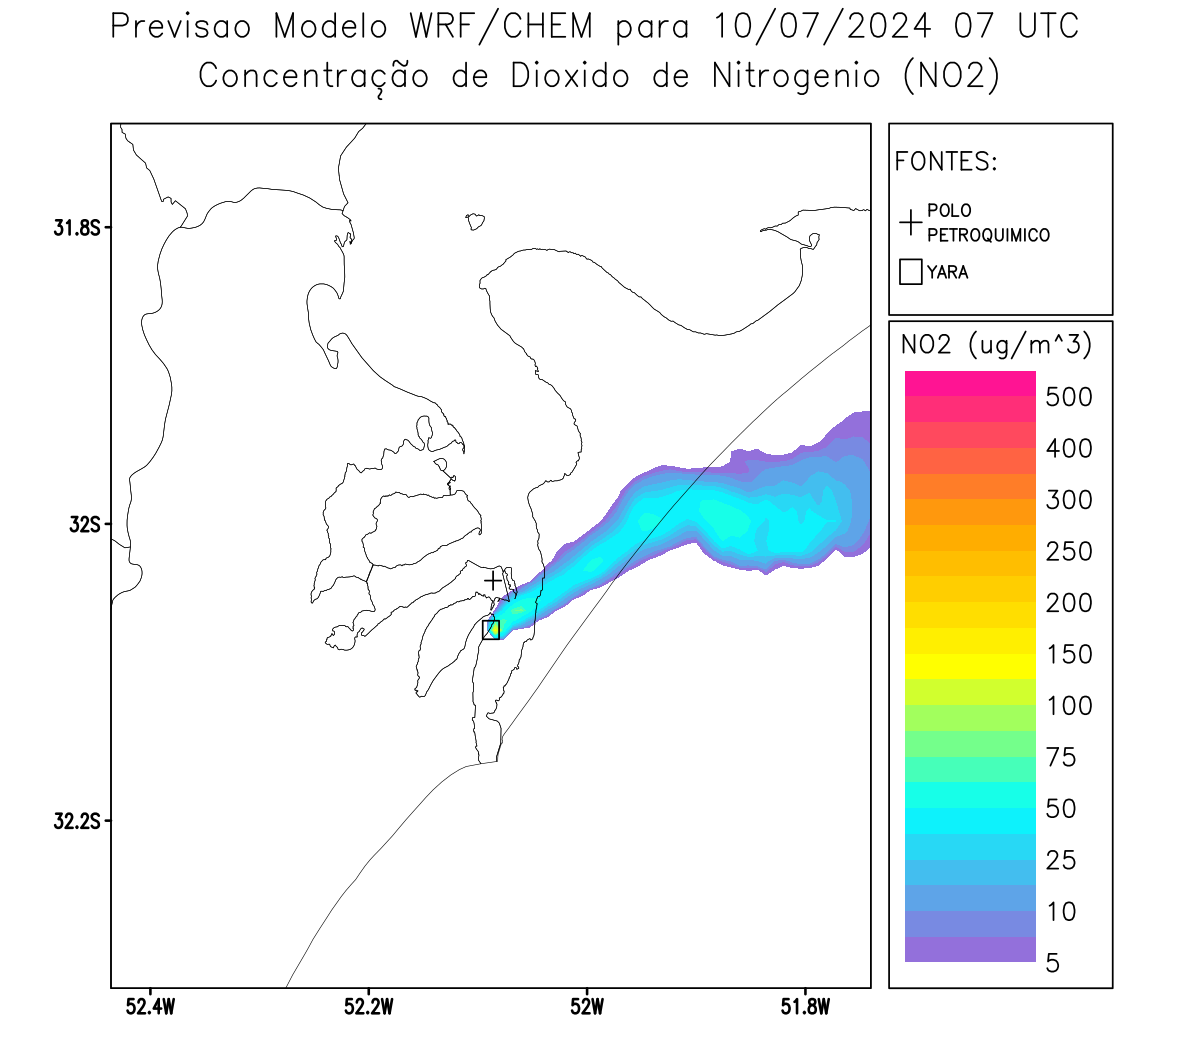 Previsao Modelo WRF/CHEM para 10/07/2024 07 UTC
Concentração de Dioxido de Nitrogenio (NO2)
FONTES:
POLO
PETROQUIMICO
YARA
NO2 (ug/m^3)
500
400
300
250
200
150
100
75
50
25
10
5
31.8S
32S
32.2S
52.4W
52.2W
52W
51.8W